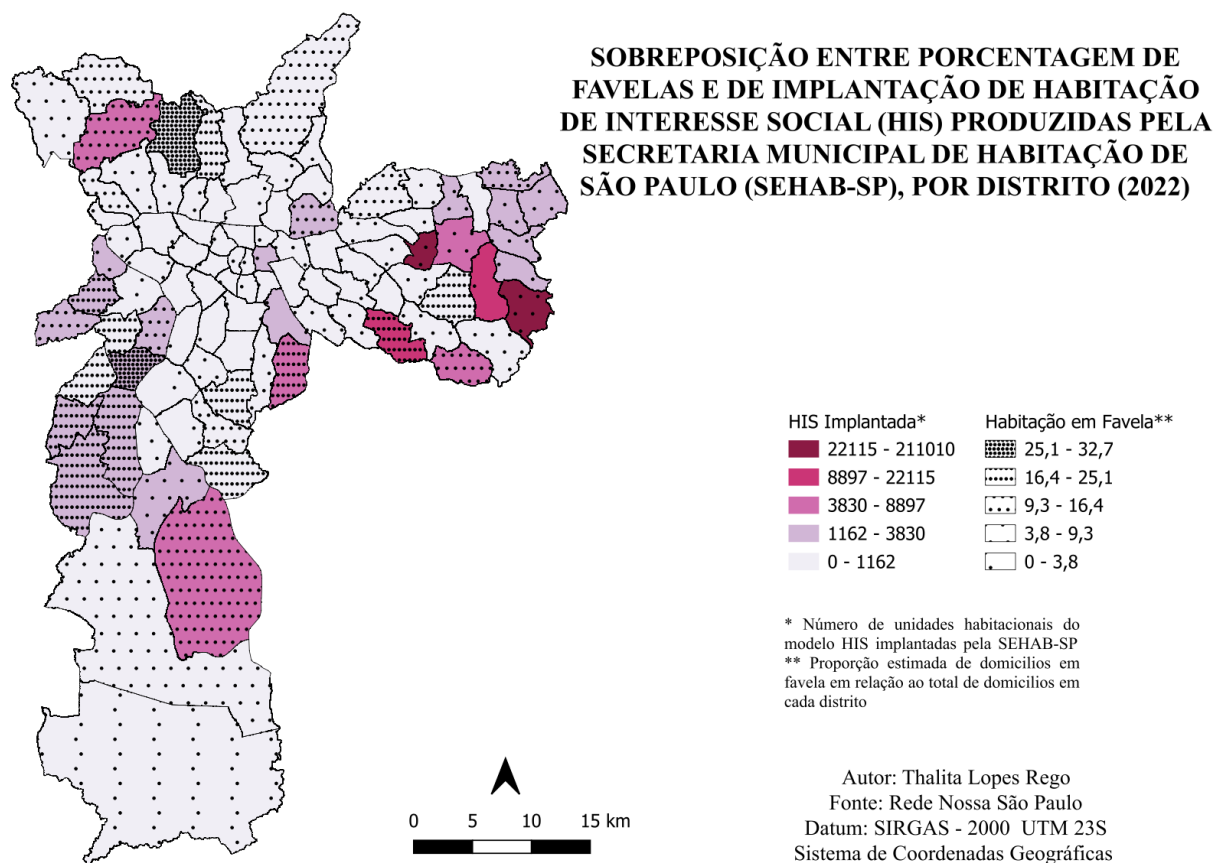 SOBREPOSIÇÃO ENTRE PORCENTAGEM DE
FAVELAS E DE IMPLANTAÇÃO DE HABITAÇÃO
DE INTERESSE SOCIAL (HIS) PRODUZIDAS PELA
SECRETARIA MUNICIPAL DE HABITAÇÃO DE
SÃO PAULO (SEHAB-SP), POR DISTRITO (2022)
HIS Implantada*
22115 - 211010
8897 - 22115
3830 - 8897
1162 - 3830
0 - 1162
Habitação em Favela**
25,1 - 32,7
16,4 - 25,1
9,3 - 16,4
3,8 - 9,3
0 - 3,8
* Número de unidades habitacionais do
modelo HIS implantadas pela SEHAB-SP
** Proporção estimada de domicilios em
favela em relação ao total de domicilios em
cada distrito
0 5 10 15 km
Autor: Thalita Lopes Rego
Fonte: Rede Nossa São Paulo
Datum: SIRGAS - 2000 UTM 23S
Sistema de Coordenadas Geográficas